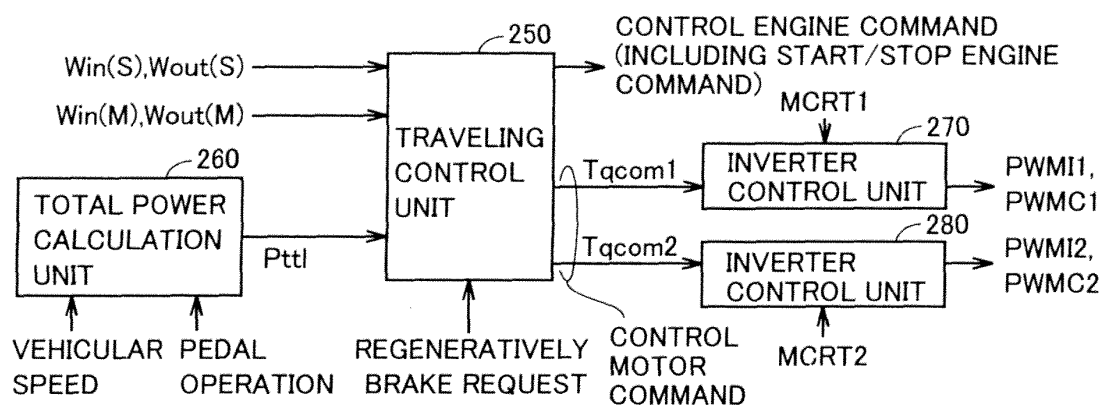 250
CONTROL ENGINE COMMAND
(INCLUDING START/STOP ENGINE
COMMAND)
Win(S),Wout(S)
Win(M),Wout(M)
TRAVELING
CONTROL
UNIT
MCRT1
270
260
TOTAL POWER
CALCULATION
UNIT
Pttl
Tqcom1
INVERTER
CONTROL UNIT
PWMI1,
PWMC1
280
Tqcom2
INVERTER
CONTROL UNIT
PWMI2,
PWMC2
VEHICULAR
SPEED
PEDAL
OPERATION
REGENERATIVELY
BRAKE REQUEST
CONTROL
MOTOR
COMMAND
MCRT2